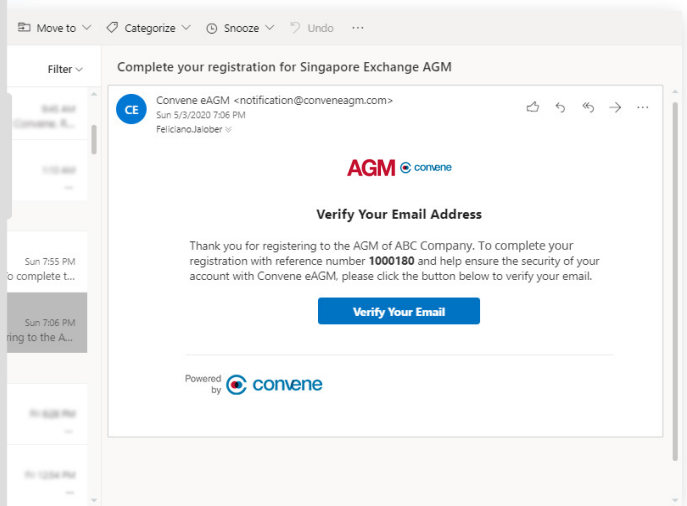 Move to Categorize Snooze Undo ...
Filter
Complete your registration for Singapore Exchange AGM
CE
Convene eAGM <notification@conveneagm.com>
Sun 5/3/2020 7:06 PM
Feliciano.Jalober
AGM convene
Verify Your Email Address
Thank you for registering to the AGM of ABC Company. To complete your
registration with reference number 1000180 and help ensure the security of your
account with Convene eAGM, please click the button below to verify your email.
Verify Your Email
Powered
by convene
Sun 7:55 PM
o complete t...
Sun 7:06 PM
ring to the A...